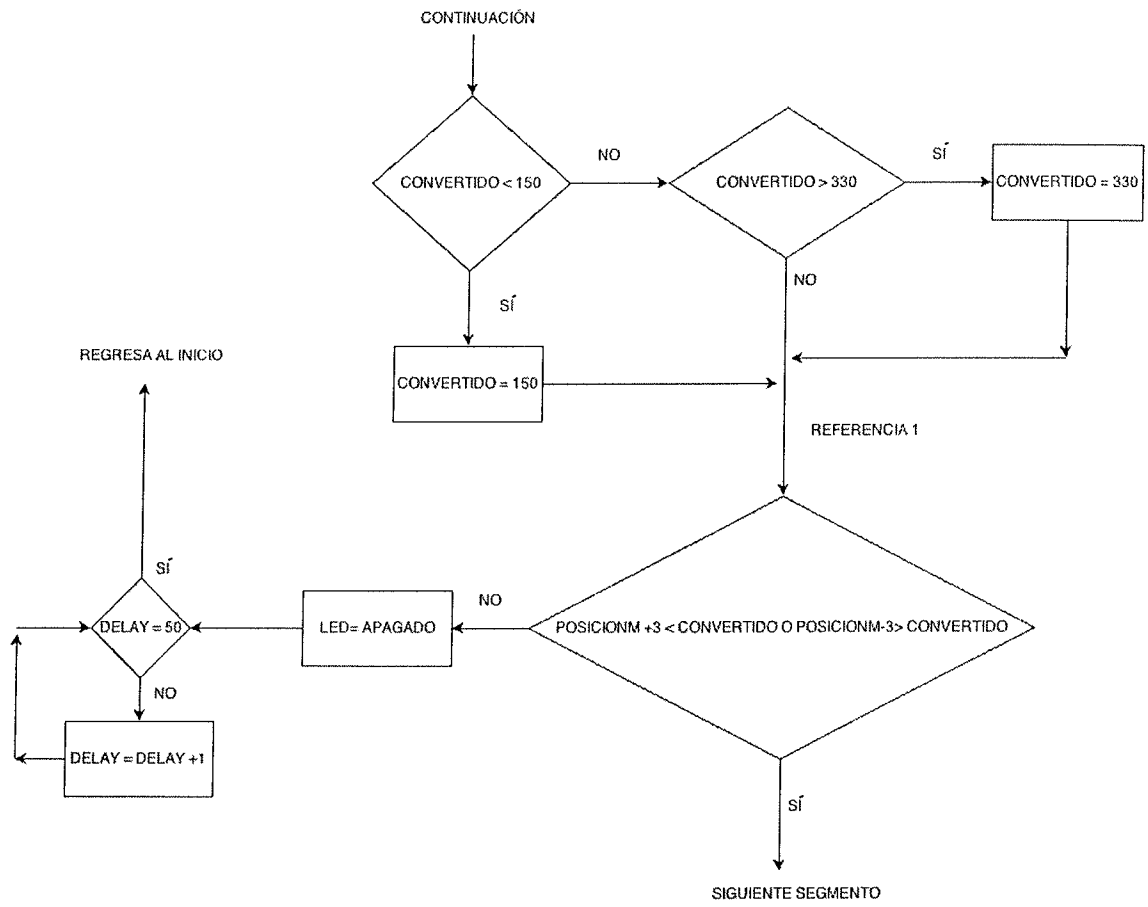 CONTINUACIÓN
CONVERTIDO < 150
NO
CONVERTIDO > 330
SÍ
CONVERTIDO = 330
SÍ
NO
CONVERTIDO = 150
REFERENCIA 1
REGRESA AL INICIO
SÍ
DELAY = 50
NO
DELAY = DELAY +1
LED= APAGADO
NO
POSICIONM +3 < CONVERTIDO O POSICIONM-3> CONVERTIDO
SÍ
SIGUIENTE SEGMENTO